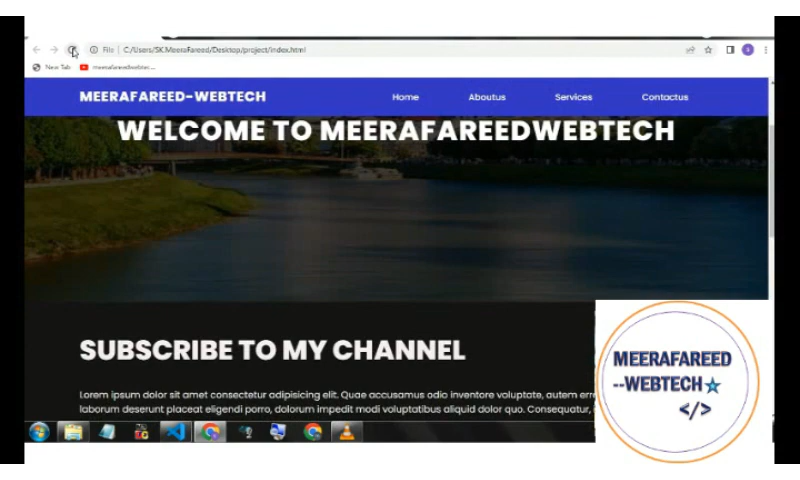 File | C:/Users/SK.MeeraFareed/Desktop/project/index.html
New Tab meerafareedwebtec...
MEERAFAREED-WEBTECH Home Aboutus Services Contactus
WELCOME TO MEERAFAREEDWEBTECH
SUBSCRIBE TO MY CHANNEL
Lorem ipsum dolor sit amet consectetur adipisicing elit. Quae accusamus odio inventore voluptate, autem
laborum deserunt placeat eligendi porro, dolorum impedit modi voluptatibus aliquid dolor quo. Consequatur,
MEERAFAREED
--WEBTECH
</>